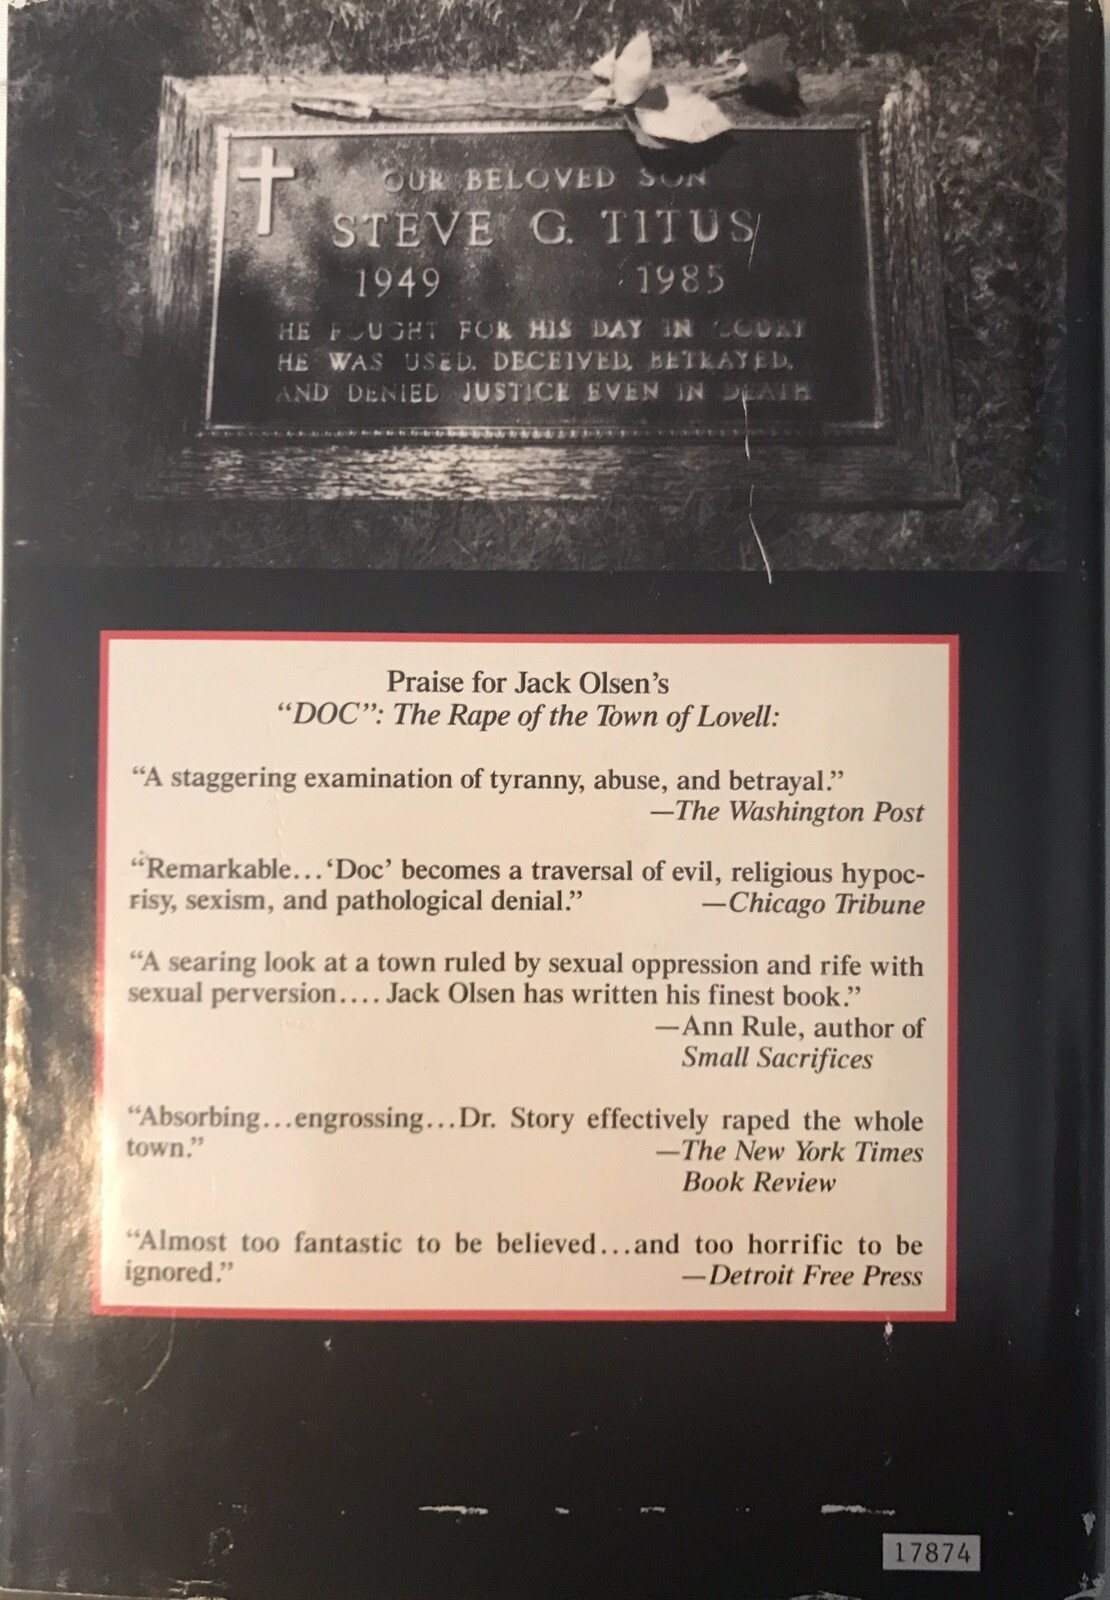 OUR BELOVED SON
STEVE G. TITUS
1949 1985
HE FOUGHT FOR HIS DAY IN COURT
HE WAS USED, DECEIVED, BETRAYED,
AND DENIED JUSTICE EVEN IN DEATH
Praise for Jack Olsen's
“DOC”: The Rape of the Town of Lovell:
“A staggering examination of tyranny, abuse, and betrayal.”
—The Washington Post
“Remarkable...‘Doc’ becomes a traversal of evil, religious hypoc-
risy, sexism, and pathological denial.” —Chicago Tribune
“A searing look at a town ruled by sexual oppression and rife with
sexual perversion.... Jack Olsen has written his finest book.”
—Ann Rule, author of
Small Sacrifices
“Absorbing...engrossing...Dr. Story effectively raped the whole
town.” —The New York Times
Book Review
“Almost too fantastic to be believed...and too horrific to be
ignored.” —Detroit Free Press
17874